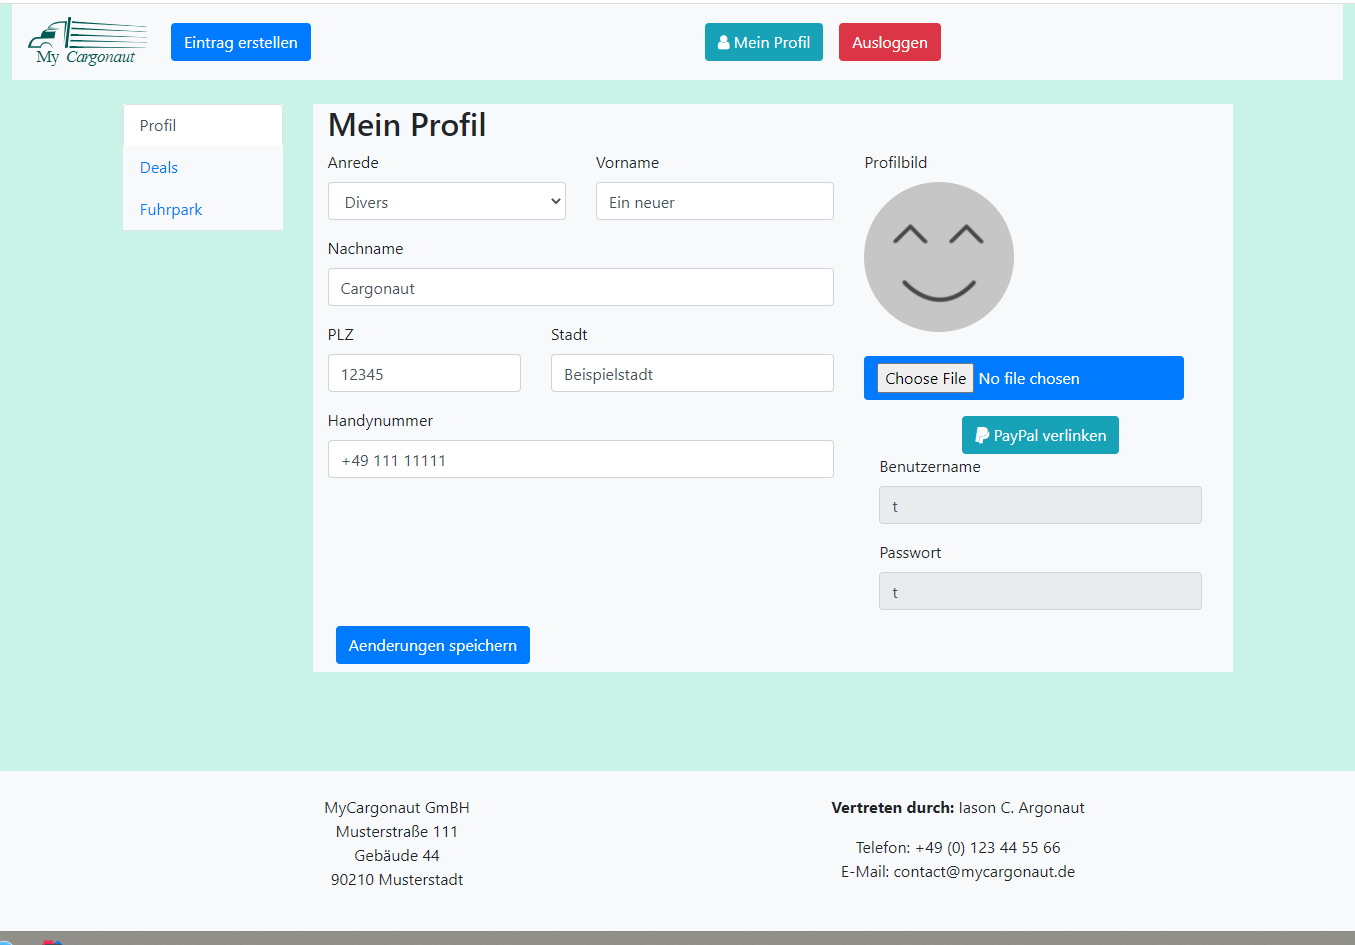 My Cargonaut
Eintrag erstellen
Mein Profil
Ausloggen
Profil
Deals
Fuhrpark
Mein Profil
Anrede
Vorname
Profilbild
Divers
Ein neuer
Nachname
Cargonaut
PLZ
Stadt
12345
Beispielstadt
Choose File No file chosen
Handynummer
PayPal verlinken
+49 111 11111
Benutzername
t
Passwort
t
Aenderungen speichern
MyCargonaut GmBH
Musterstraße 111
Gebäude 44
90210 Musterstadt
Vertreten durch: Iason C. Argonaut
Telefon: +49 (0) 123 44 55 66
E-Mail: contact@mycargonaut.de